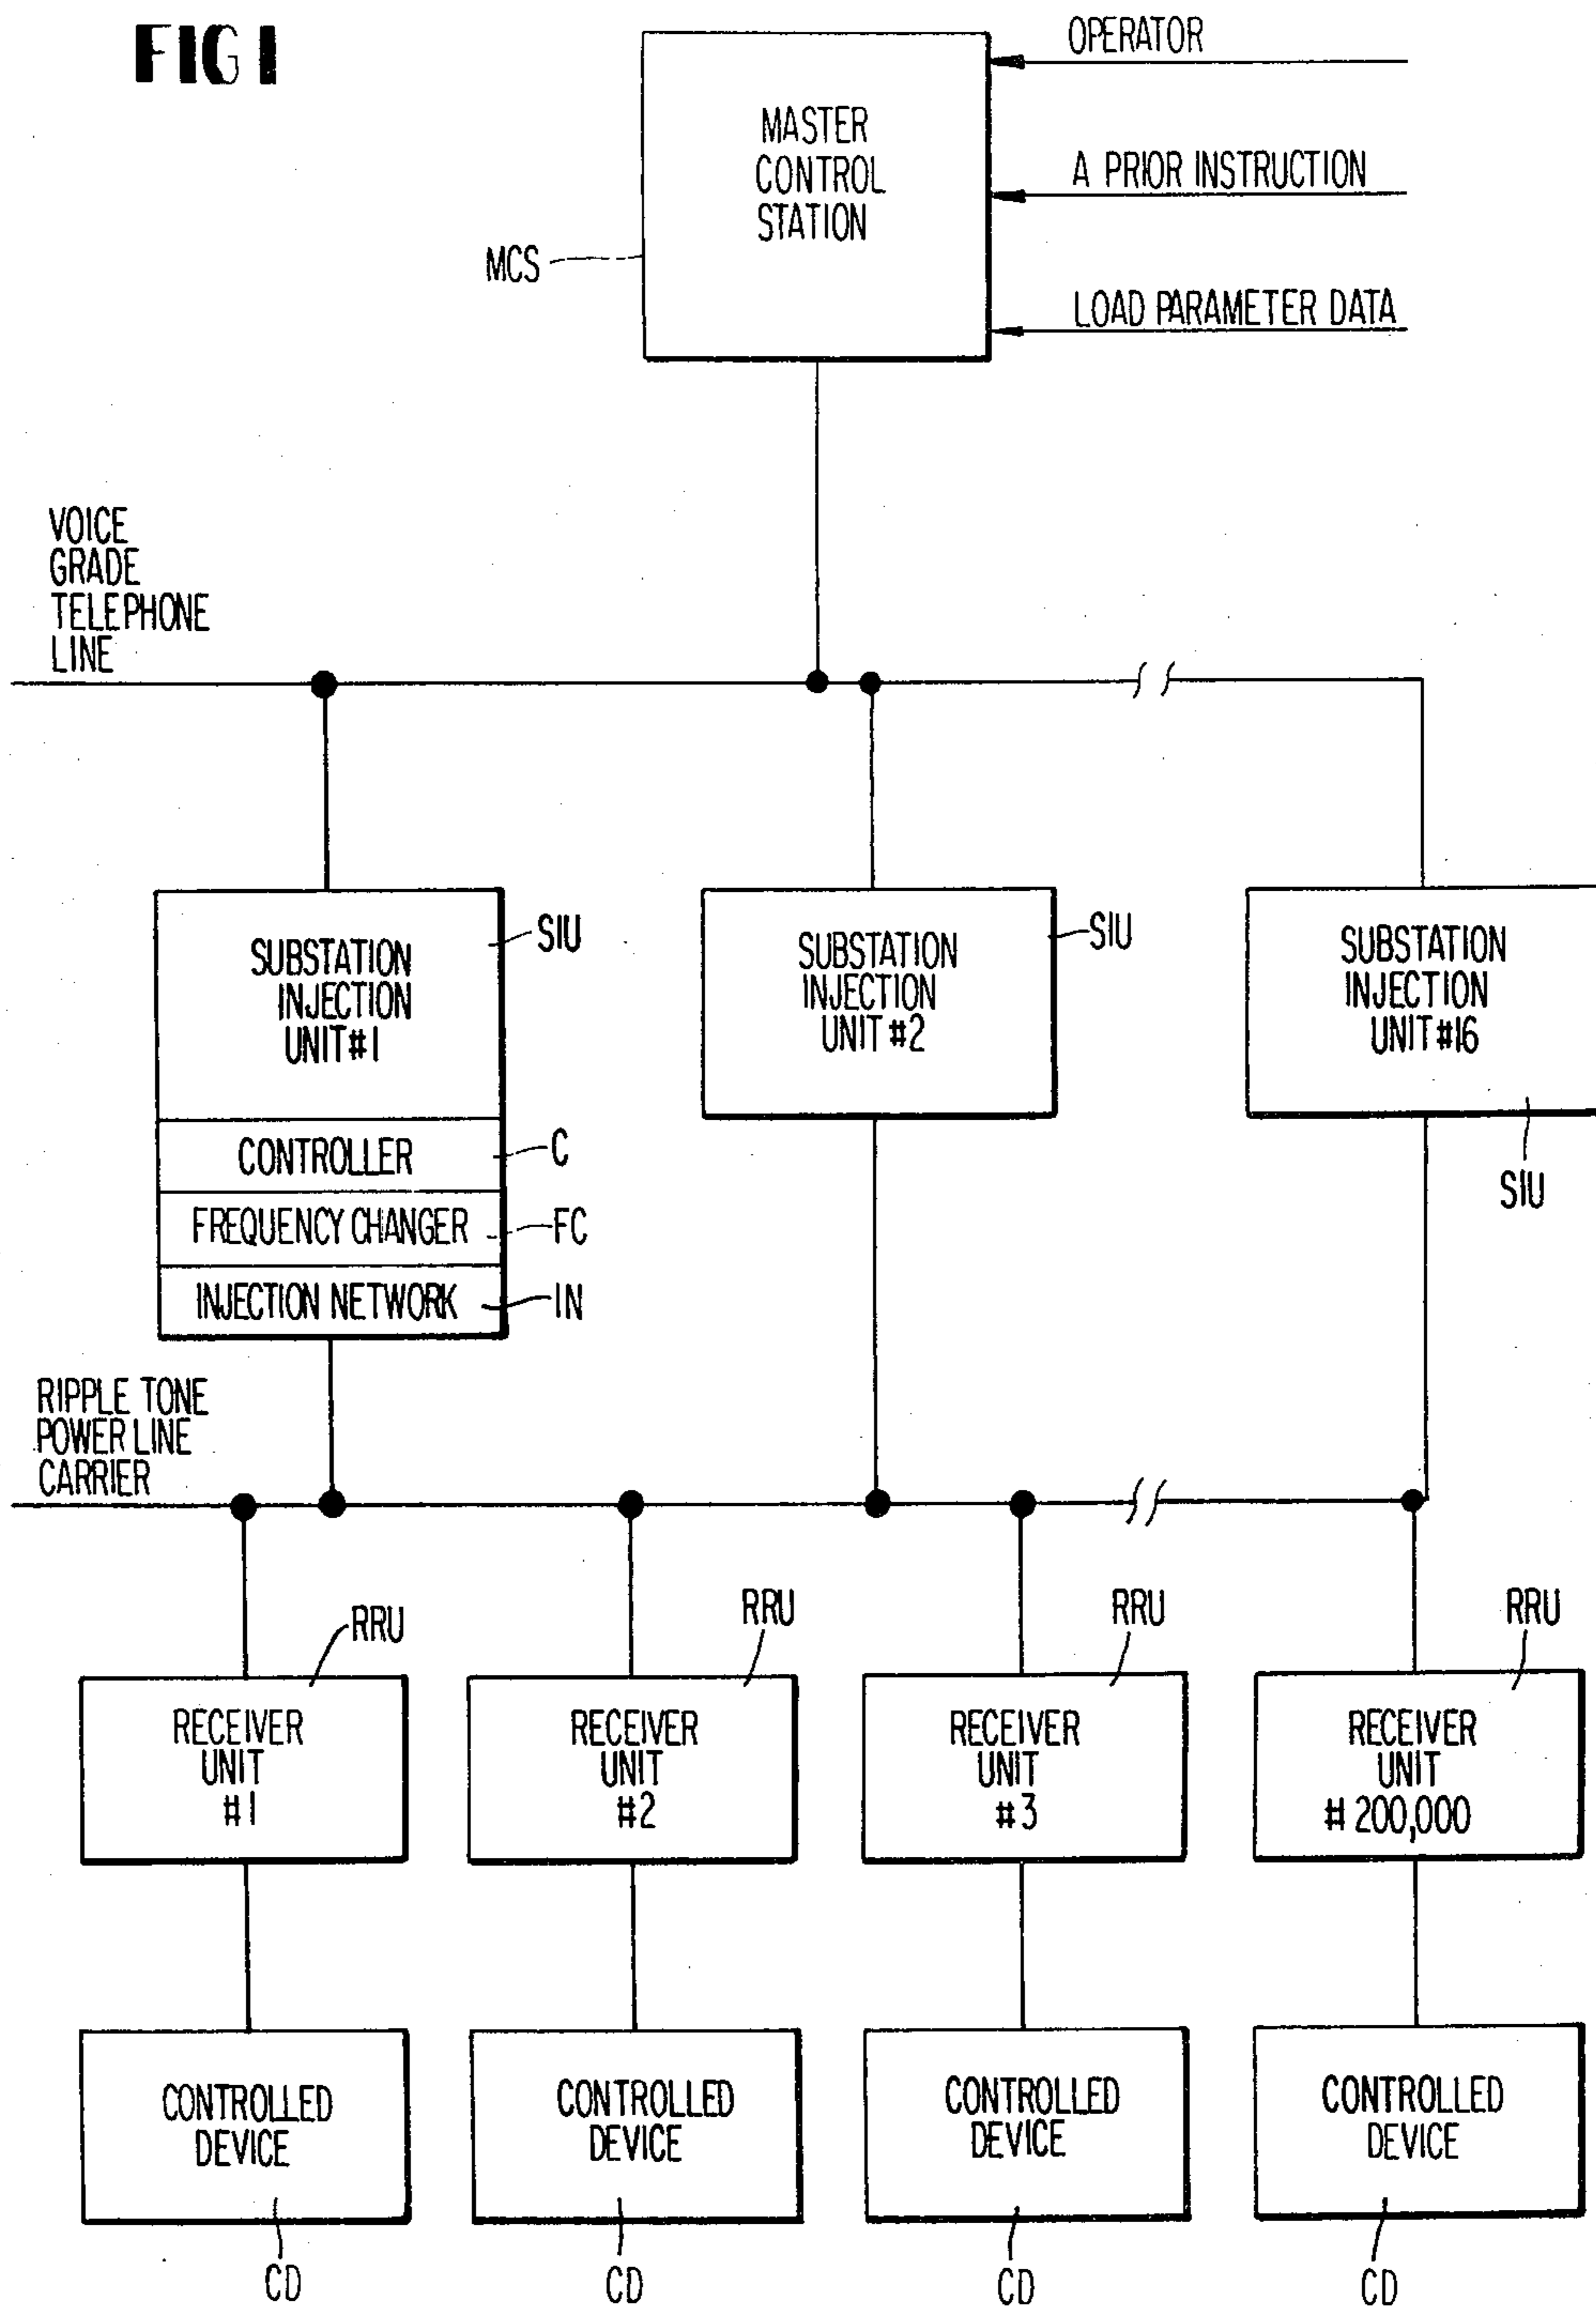 FIG 1
OPERATOR
MASTER
CONTROL
STATION
A PRIOR INSTRUCTION
MCS
LOAD PARAMETER DATA
VOICE
GRADE
TELEPHONE
LINE
SUBSTATION
INJECTION
UNIT #1
SIU
CONTROLLER
C
FREQUENCY CHANGER
FC
INJECTION NETWORK
IN
SUBSTATION
INJECTION
UNIT #2
SIU
SUBSTATION
INJECTION
UNIT #16
SIU
RIPPLE TONE
POWER LINE
CARRIER
RRU
RRU
RRU
RRU
RECEIVER
UNIT
#1
RECEIVER
UNIT
#2
RECEIVER
UNIT
#3
RECEIVER
UNIT
# 200,000
CONTROLLED
DEVICE
CONTROLLED
DEVICE
CONTROLLED
DEVICE
CONTROLLED
DEVICE
CD
CD
CD
CD